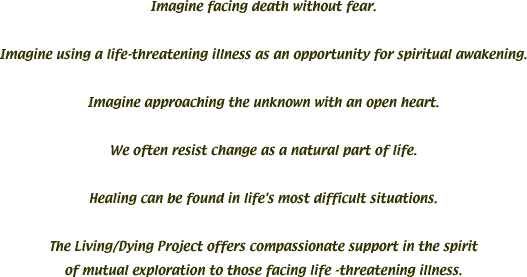 Imagine facing death without fear.
Imagine using a life-threatening illness as an opportunity for spiritual awakening.
Imagine approaching the unknown with an open heart.
We often resist change as a natural part of life.
Healing can be found in life's most difficult situations.
The Living/Dying Project offers compassionate support in the spirit
of mutual exploration to those facing life -threatening illness.